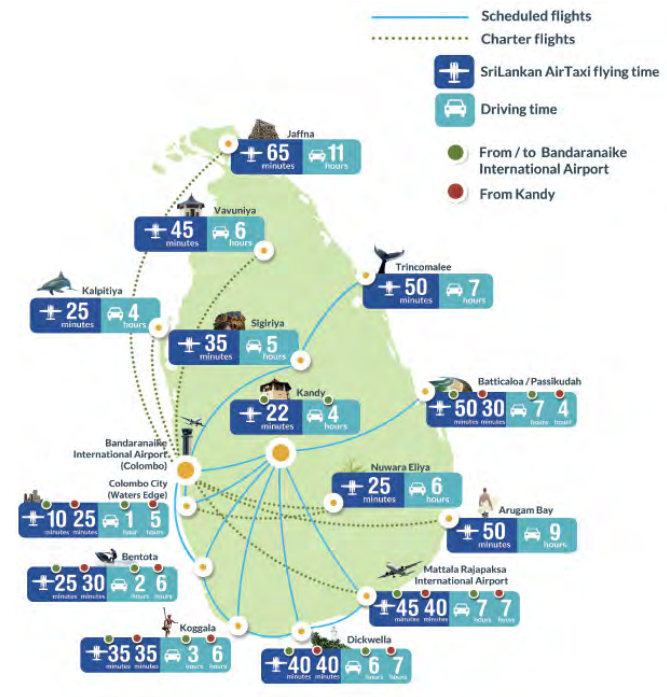 Scheduled flights
Charter flights
SriLankan AirTaxi flying time
Driving time
From / to Bandaranaike
International Airport
From Kandy
Jaffna
65 11
minutes hours
Vavuniya
45 6
minutes hours
Trincomalee
50 7
minutes hours
Kalpitiya
25 4
minutes hours
Sigiriya
35 5
minutes hours
Batticaloa / Passikudah
50 30 7 4
minutes minutes hours hours
Kandy
22 4
minutes hours
Bandaranaike
International Airport
(Colombo)
Nuwara Eliya
25 6
minutes hours
Colombo City
(Waters Edge)
10 25 1 5
minutes minutes hour hours
Arugam Bay
50 9
minutes hours
Bentota
25 30 2 6
minutes minutes hours hours
Mattala Rajapaksa
International Airport
45 40 7 7
minutes minutes hours hours
Koggala
35 35 3 6
minutes minutes hours hours
Dickwella
40 40 6 7
minutes minutes hours hours